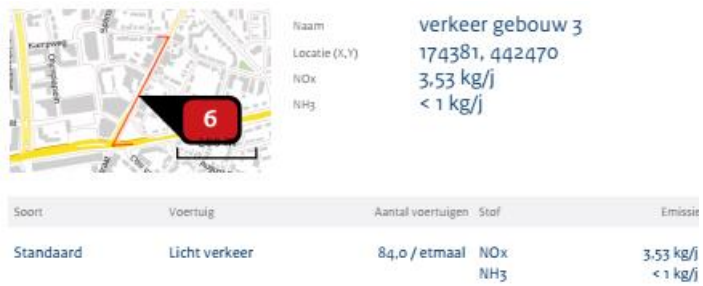 Naam verkeer gebouw 3
Locatie (X,Y) 174381, 442470
NOx 3,53 kg/j
NH3 < 1 kg/j
6
Soort Voertuig Aantal voertuigen Stof Emissie
Standaard Licht verkeer 84,0 / etmaal NOx 3,53 kg/j
NH3 < 1 kg/j